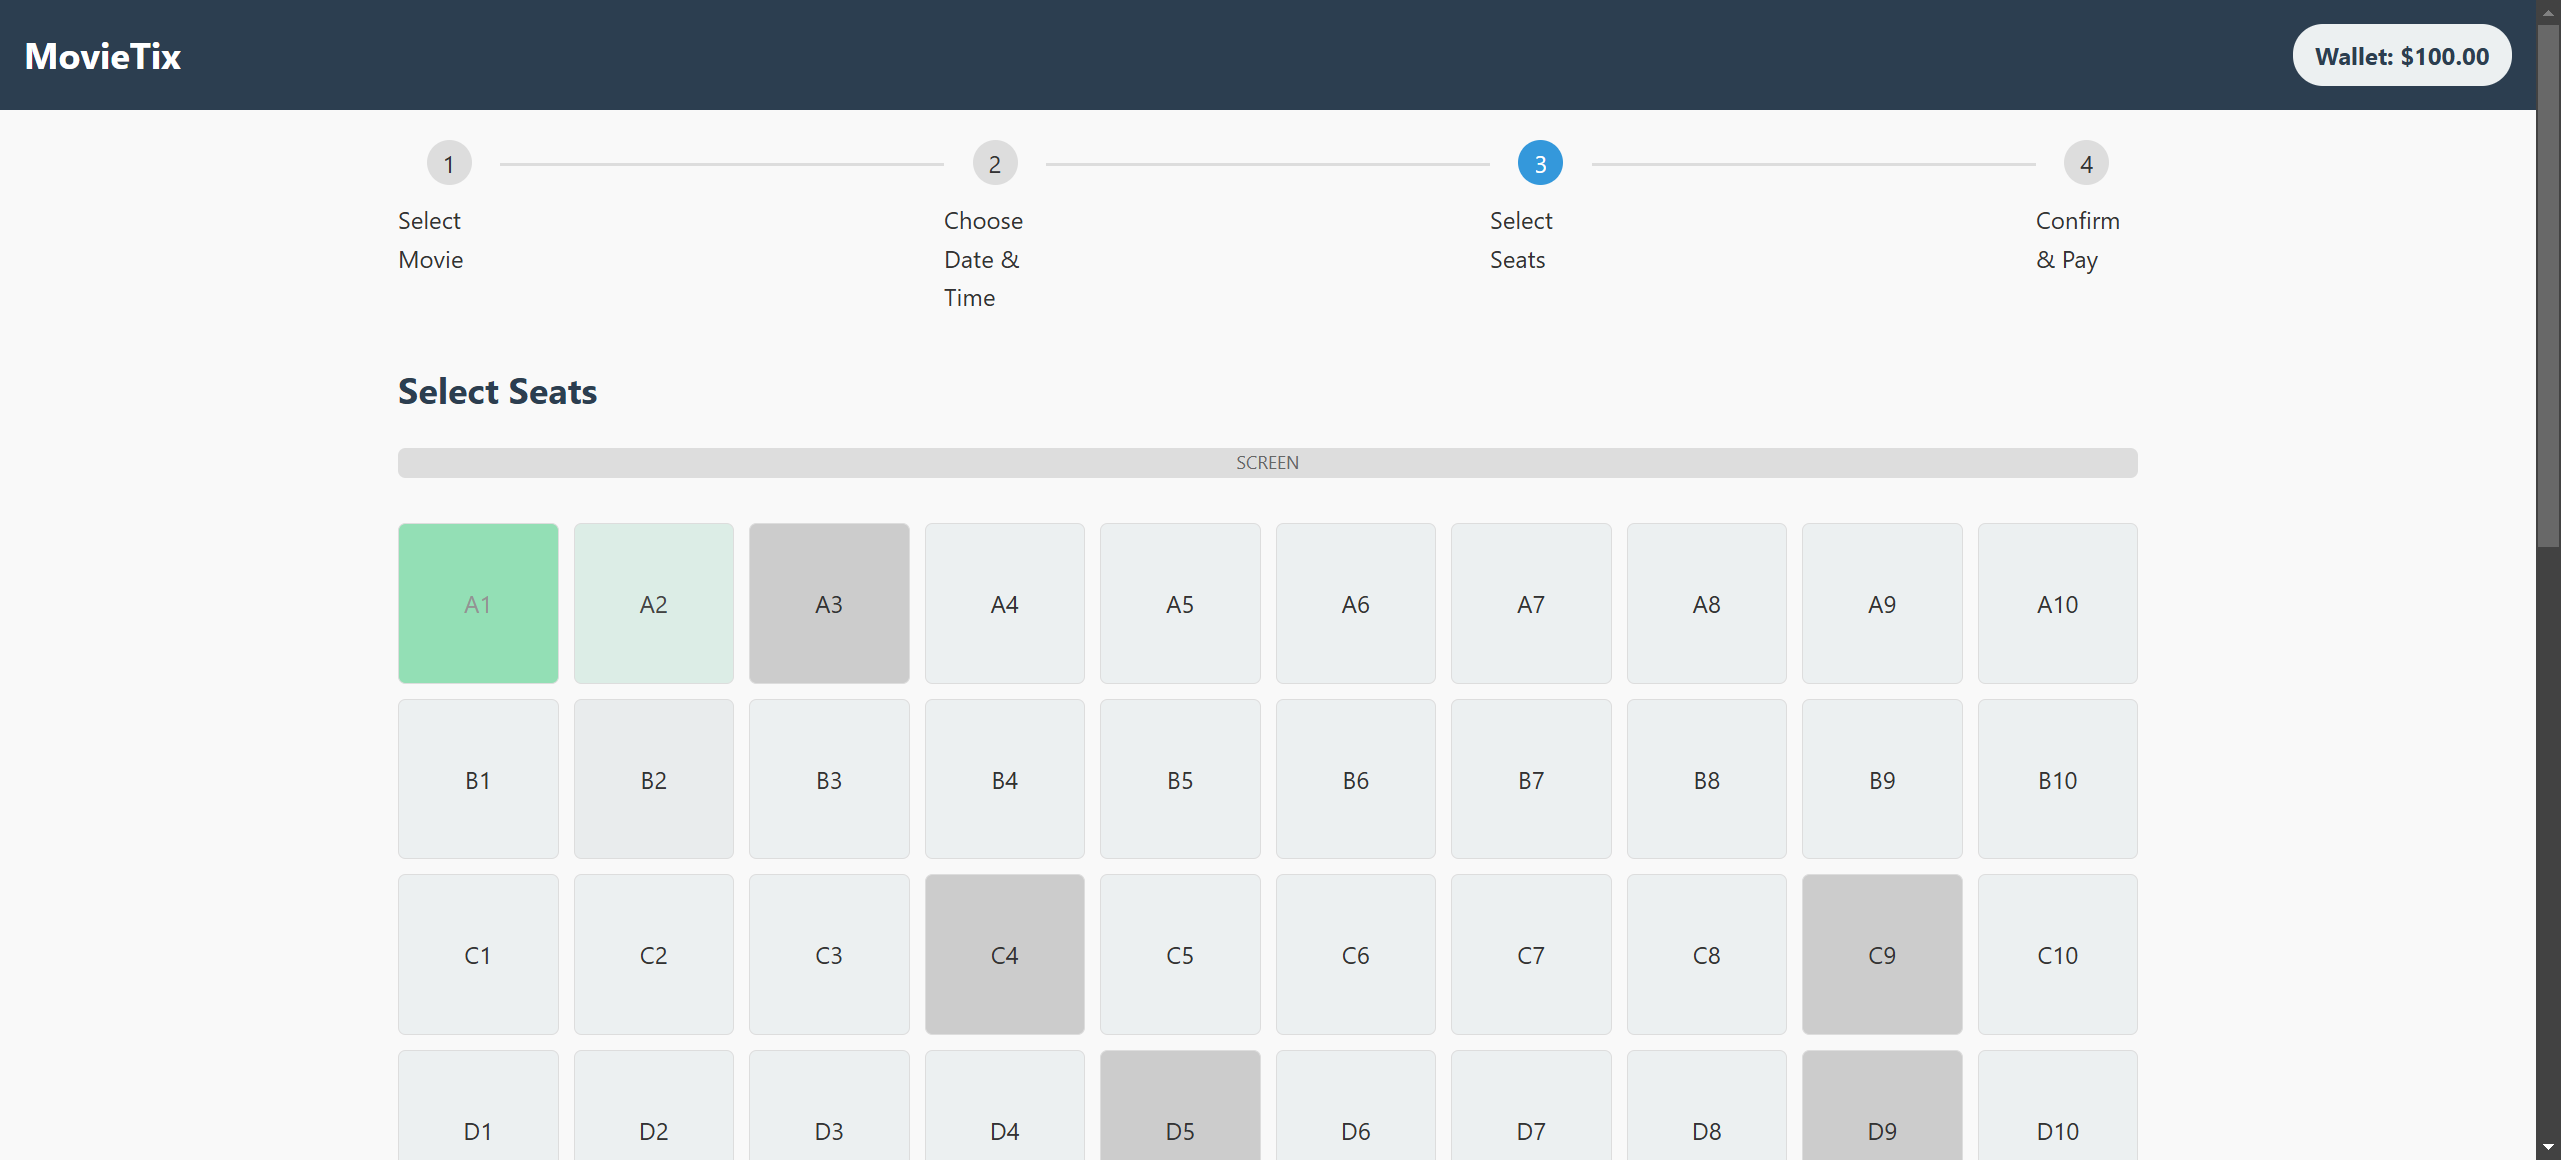 MovieTix
Wallet: $100.00
1
2
3
4
Select
Movie
Choose
Date &
Time
Select
Seats
Confirm
& Pay
Select Seats
SCREEN
A1 A2 A3 A4 A5 A6 A7 A8 A9 A10
B1 B2 B3 B4 B5 B6 B7 B8 B9 B10
C1 C2 C3 C4 C5 C6 C7 C8 C9 C10
D1 D2 D3 D4 D5 D6 D7 D8 D9 D10